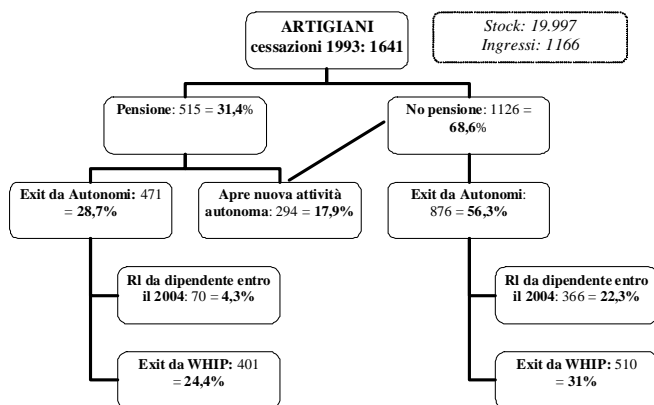 ARTIGIANI
cessazioni 1993: 1641
Stock: 19.997
Ingressi: 1166
Pensione: 515 = 31,4%
No pensione: 1126 =
68,6%
Exit da Autonomi: 471
= 28,7%
Apre nuova attività
autonoma: 294 = 17,9%
Exit da Autonomi:
876 = 56,3%
Rl da dipendente entro
il 2004: 70 = 4,3%
Rl da dipendente entro
il 2004: 366 = 22,3%
Exit da WHIP: 401
= 24,4%
Exit da WHIP: 510
= 31%